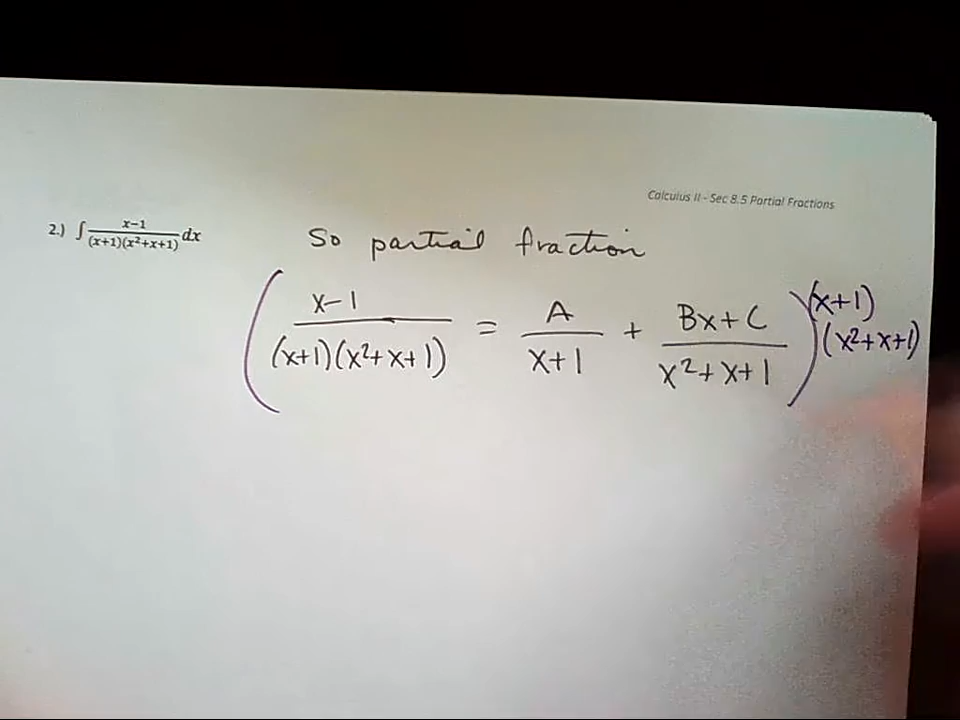 Calculus II - Sec 8.5 Partial Fractions
2.) ∫ x−1 / (x+1)(x²+x+1) dx
So partial fraction
( x−1 / (x+1)(x²+x+1) = A / x+1 + Bx+C / x²+x+1 ) (x+1)
(x²+x+1)